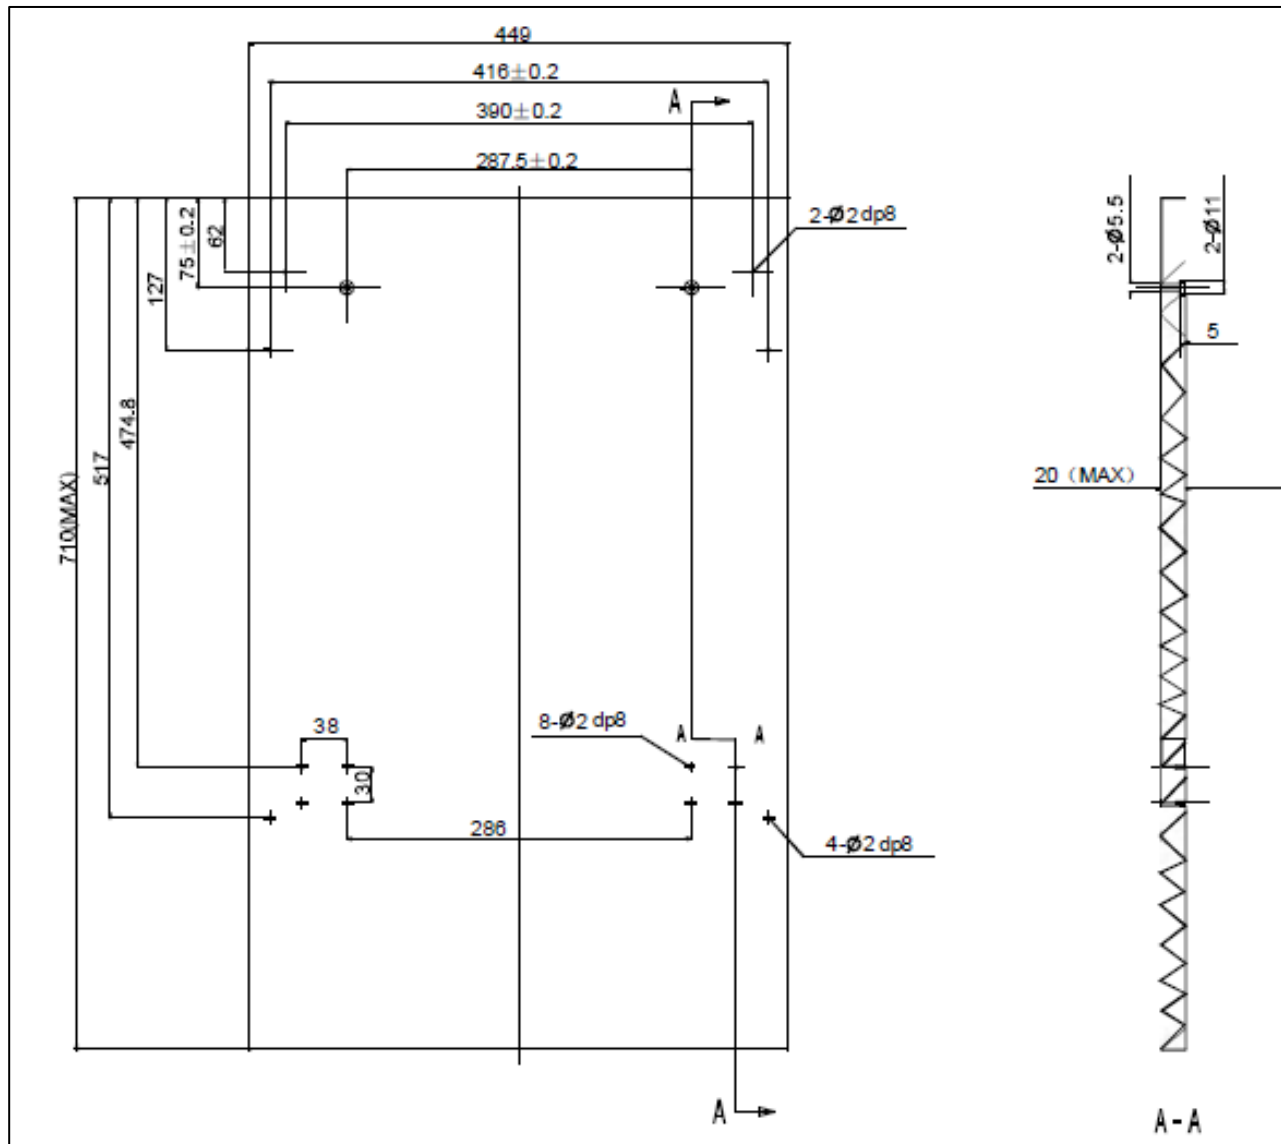 449
416±0.2
A
390±0.2
287.5±0.2
2-Ø2 dp8
2-Ø5.5
2-Ø11
75±0.2
62
127
5
474.8
517
710(MAX)
20（MAX）
38
8-Ø2 dp8
A
A
30
286
4-Ø2 dp8
A
A-A